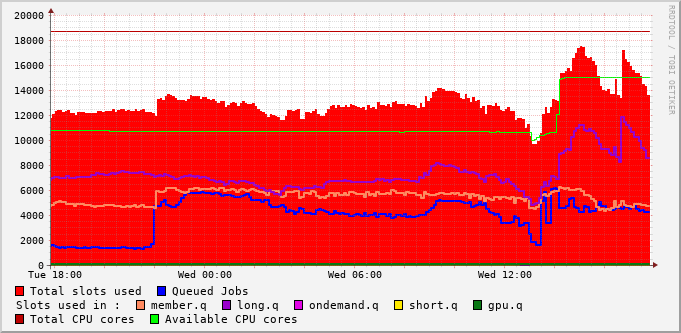 20000
18000
16000
14000
12000
10000
8000
6000
4000
2000
0
Tue 18:00 Wed 00:00 Wed 06:00 Wed 12:00
RRDTOOL / TOBI OETIKER
Total slots used Queued Jobs
Slots used in : member.q long.q ondemand.q short.q gpu.q
Total CPU cores Available CPU cores